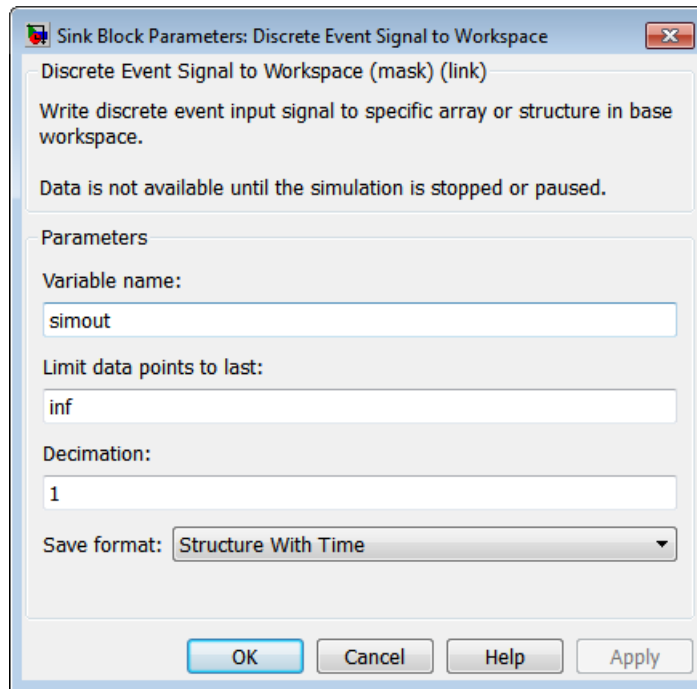 Sink Block Parameters: Discrete Event Signal to Workspace
Discrete Event Signal to Workspace (mask) (link)
Write discrete event input signal to specific array or structure in base
workspace.
Data is not available until the simulation is stopped or paused.
Parameters
Variable name:
simout
Limit data points to last:
inf
Decimation:
1
Save format: Structure With Time
OK Cancel Help Apply